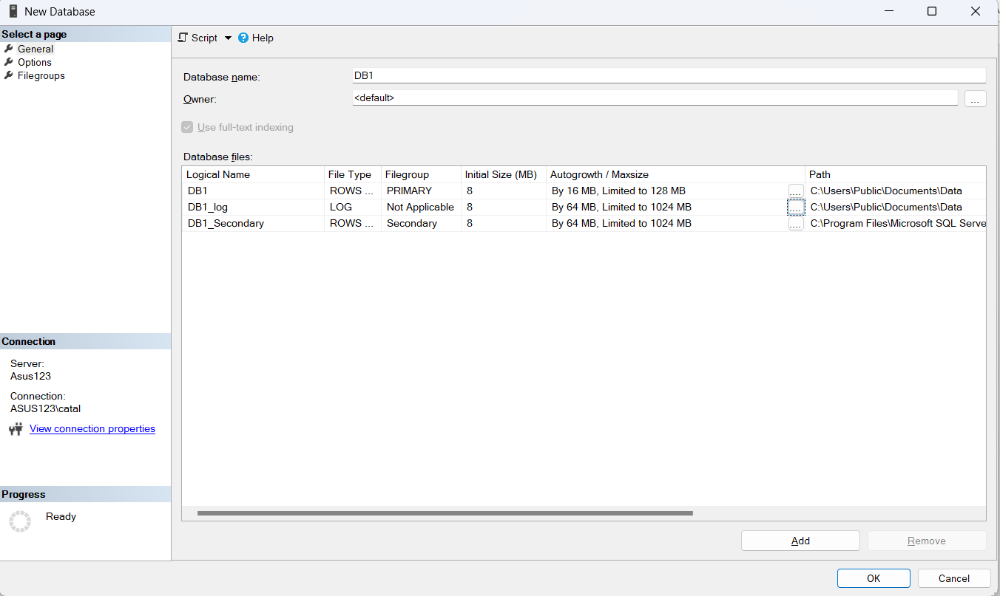 New Database
Select a page
General
Options
Filegroups
Script Help
Database name: DB1
Owner: <default> ...
Use full-text indexing
Database files:
Logical Name File Type Filegroup Initial Size (MB) Autogrowth / Maxsize Path
DB1 ROWS ... PRIMARY 8 By 16 MB, Limited to 128 MB .... C:\Users\Public\Documents\Data
DB1_log LOG Not Applicable 8 By 64 MB, Limited to 1024 MB .... C:\Users\Public\Documents\Data
DB1_Secondary ROWS ... Secondary 8 By 64 MB, Limited to 1024 MB .... C:\Program Files\Microsoft SQL Serve
Connection
Server:
Asus123
Connection:
ASUS123\catal
View connection properties
Progress
Ready
Add Remove
OK Cancel